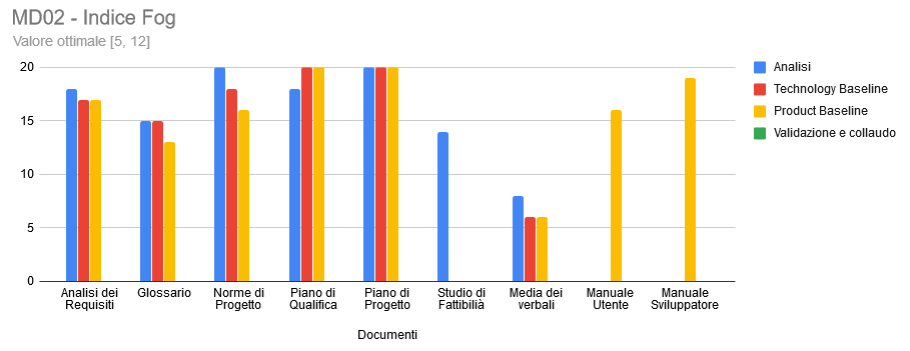 MD02 - Indice Fog
Valore ottimale [5, 12]
20
15
10
5
0
Analisi dei
Requisiti
Glossario
Norme di
Progetto
Piano di
Qualifica
Piano di
Progetto
Studio di
Fattibilià
Media dei
verbali
Manuale
Utente
Manuale
Sviluppatore
Documenti
Analisi
Technology Baseline
Product Baseline
Validazione e collaudo